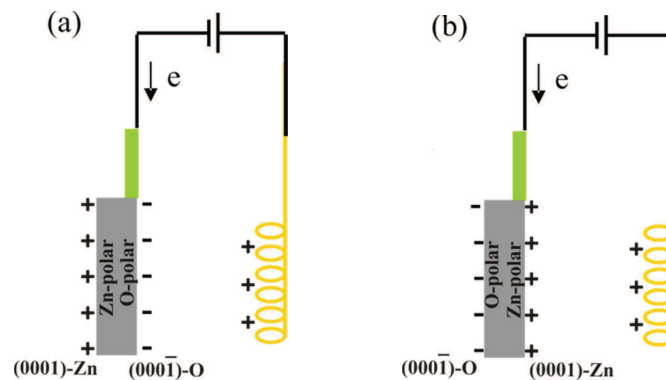 (a)
e
+ -
+ -
+ -
+ -
+ -
Zn-polar
O-polar
+
+
+
(0001)-Zn
(0001̄)-O
(b)
e
- +
- +
- +
- +
- +
O-polar
Zn-polar
+
+
+
(0001̄)-O
(0001)-Zn